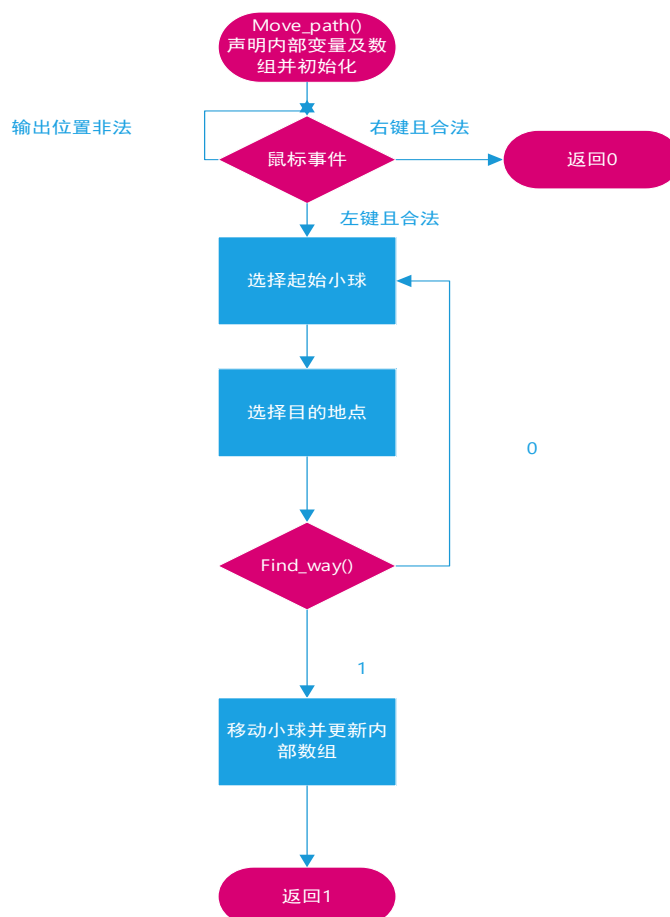 Move_path()
声明内部变量及数
组并初始化
输出位置非法
鼠标事件
右键且合法
返回0
左键且合法
选择起始小球
选择目的地点
0
Find_way()
1
移动小球并更新内
部数组
返回1